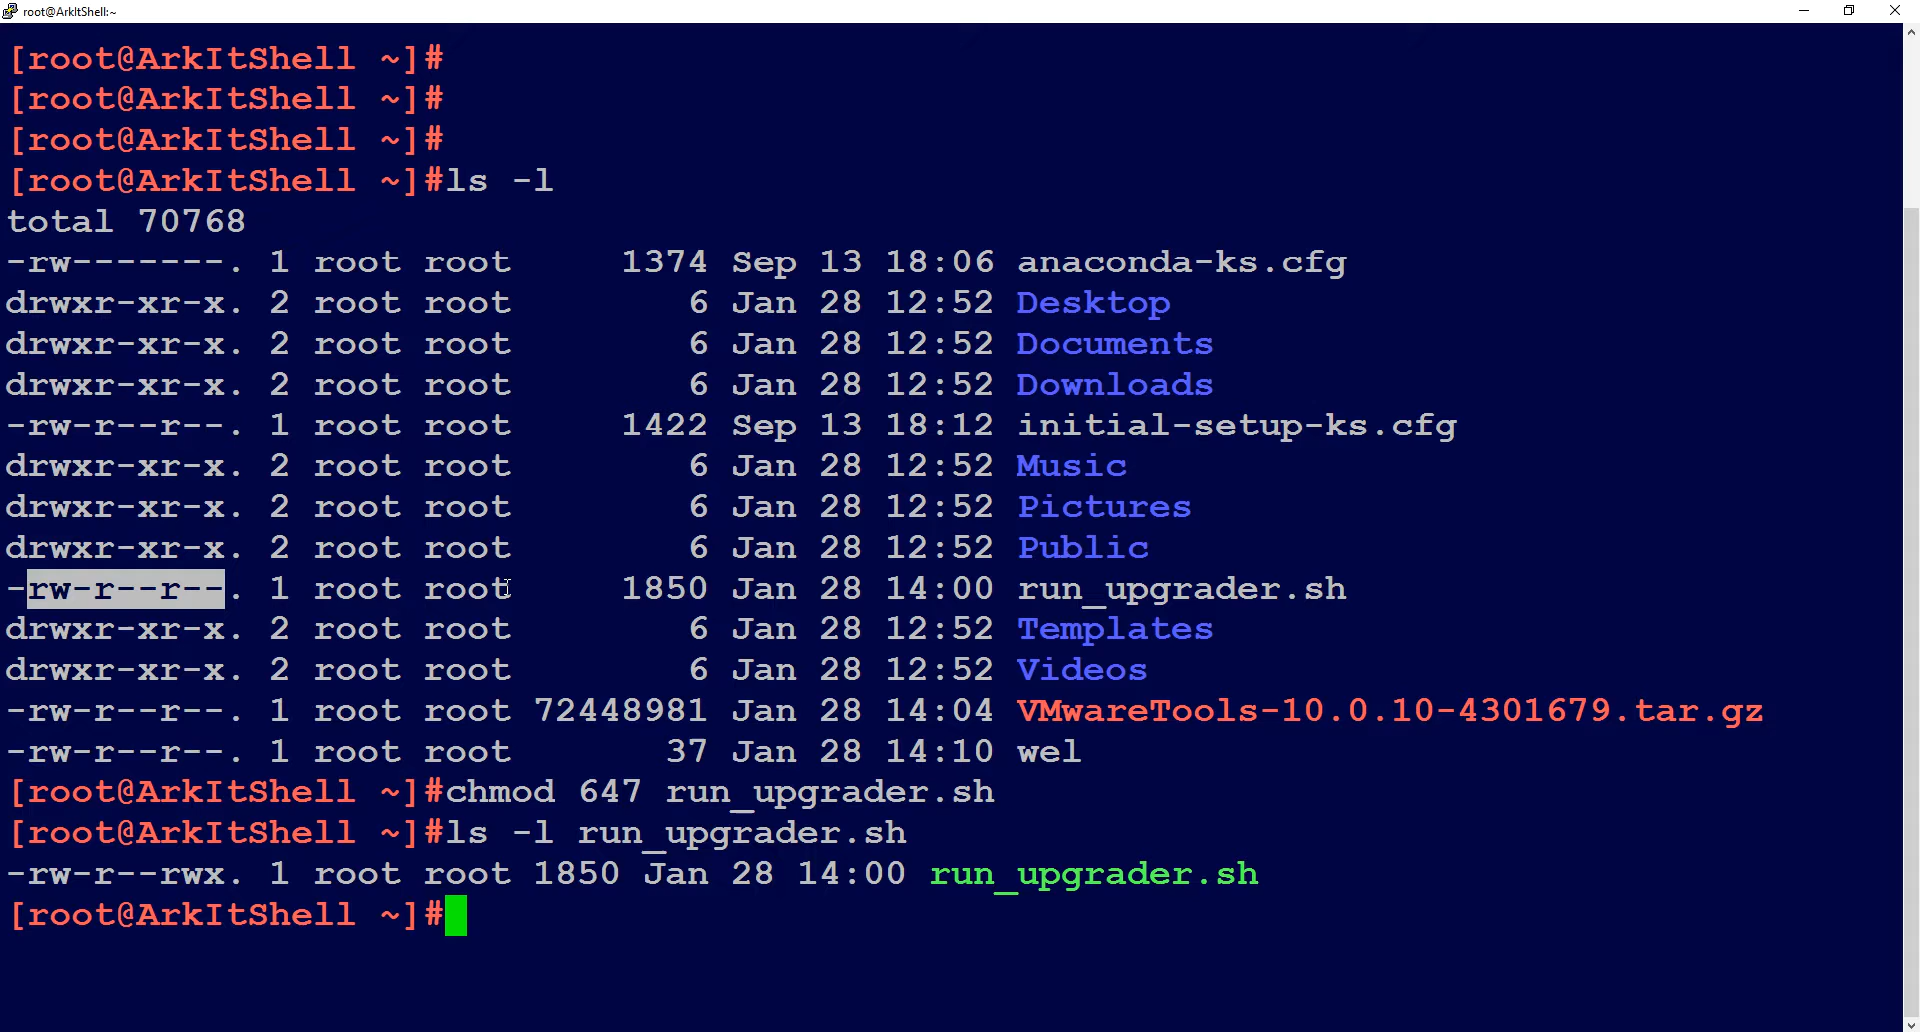 root@ArkItShell:~
[root@ArkItShell ~]#
[root@ArkItShell ~]#
[root@ArkItShell ~]#
[root@ArkItShell ~]#ls -l
total 70768
-rw-------. 1 root root     1374 Sep 13 18:06 anaconda-ks.cfg
drwxr-xr-x. 2 root root        6 Jan 28 12:52 Desktop
drwxr-xr-x. 2 root root        6 Jan 28 12:52 Documents
drwxr-xr-x. 2 root root        6 Jan 28 12:52 Downloads
-rw-r--r--. 1 root root     1422 Sep 13 18:12 initial-setup-ks.cfg
drwxr-xr-x. 2 root root        6 Jan 28 12:52 Music
drwxr-xr-x. 2 root root        6 Jan 28 12:52 Pictures
drwxr-xr-x. 2 root root        6 Jan 28 12:52 Public
-rw-r--r--. 1 root root     1850 Jan 28 14:00 run_upgrader.sh
drwxr-xr-x. 2 root root        6 Jan 28 12:52 Templates
drwxr-xr-x. 2 root root        6 Jan 28 12:52 Videos
-rw-r--r--. 1 root root 72448981 Jan 28 14:04 VMwareTools-10.0.10-4301679.tar.gz
-rw-r--r--. 1 root root       37 Jan 28 14:10 wel
[root@ArkItShell ~]#chmod 647 run_upgrader.sh
[root@ArkItShell ~]#ls -l run_upgrader.sh
-rw-r--rwx. 1 root root 1850 Jan 28 14:00 run_upgrader.sh
[root@ArkItShell ~]#